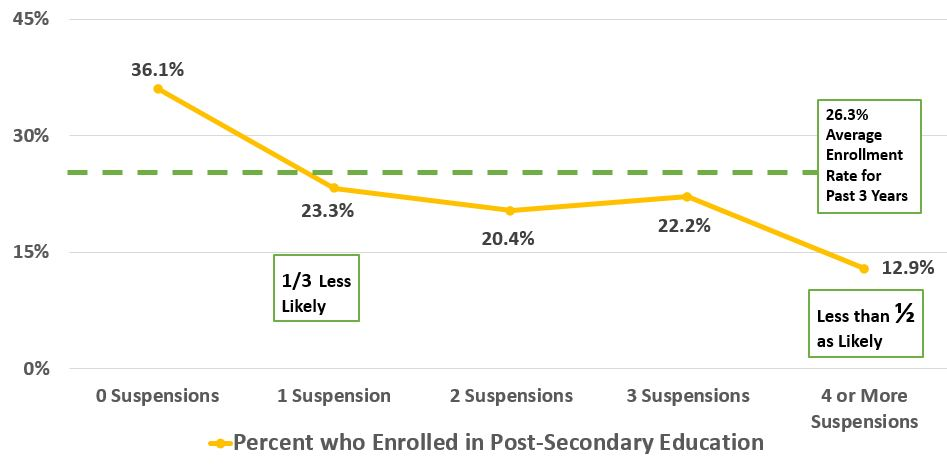 45%
36.1%
30%
26.3%
Average
Enrollment
Rate for
Past 3 Years
23.3%
20.4%
22.2%
15%
12.9%
1/3 Less
Likely
Less than ½
as Likely
0%
0 Suspensions
1 Suspension
2 Suspensions
3 Suspensions
4 or More
Suspensions
Percent who Enrolled in Post-Secondary Education